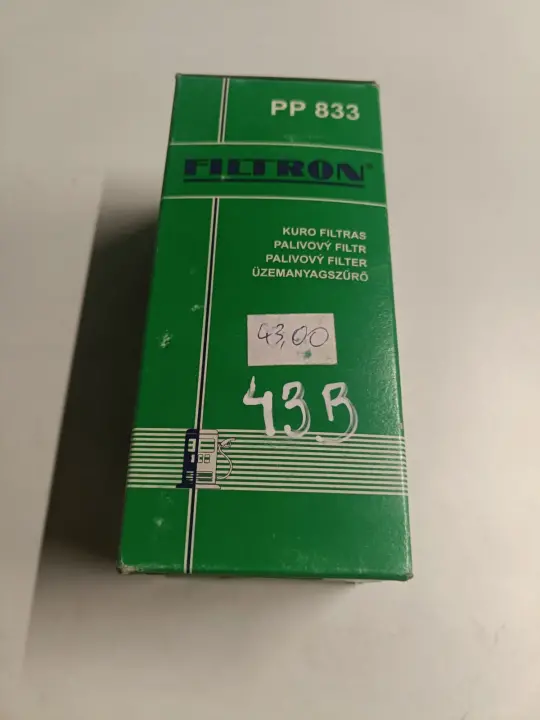 PP 833
FILTRON®
KURO FILTRAS
PALIVOVÝ FILTR
PALIVOVÝ FILTER
ÜZEMANYAGSZŰRŐ
43,00
43B